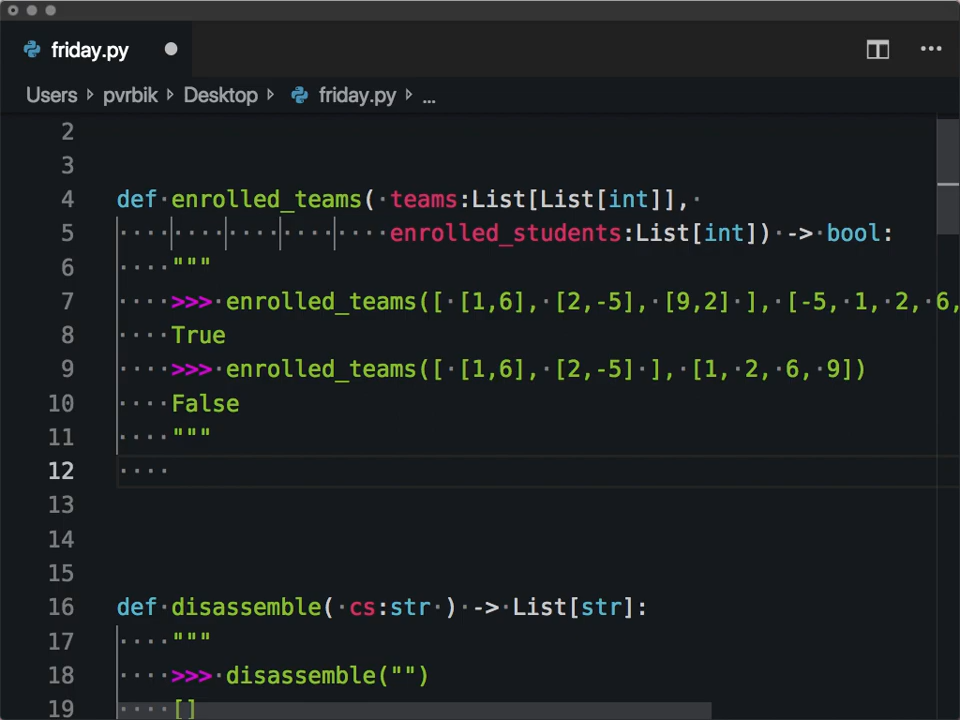 friday.py
Users pvrbik Desktop friday.py ...
2
3
4 def enrolled_teams( teams:List[List[int]],
5 enrolled_students:List[int]) -> bool:
6 """
7 >>> enrolled_teams([ [1,6], [2,-5], [9,2] ], [-5, 1, 2, 6,
8 True
9 >>> enrolled_teams([ [1,6], [2,-5] ], [1, 2, 6, 9])
10 False
11 """
12
13
14
15
16 def disassemble( cs:str ) -> List[str]:
17 """
18 >>> disassemble("")
19 []